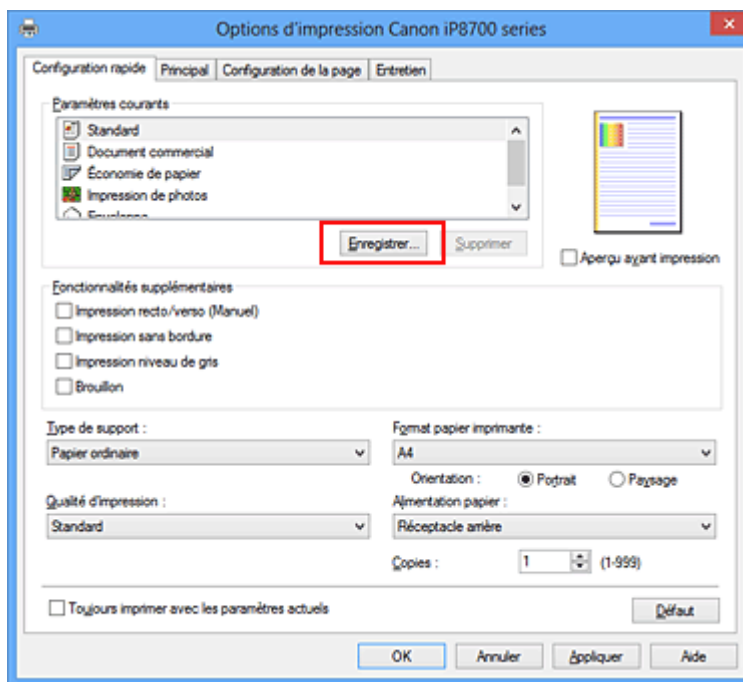 Options d'impression Canon iP8700 series
Configuration rapide Principal Configuration de la page Entretien
Paramètres courants
Standard
Document commercial
Économie de papier
Impression de photos
Enregistrer... Supprimer
Aperçu avant impression
Fonctionnalités supplémentaires
Impression recto/verso (Manuel)
Impression sans bordure
Impression niveau de gris
Brouillon
Type de support : Format papier imprimante :
Papier ordinaire A4
Orientation : Portrait Paysage
Qualité d'impression : Alimentation papier :
Standard Réceptacle arrière
Copies : 1 (1-999)
Toujours imprimer avec les paramètres actuels Défaut
OK Annuler Appliquer Aide